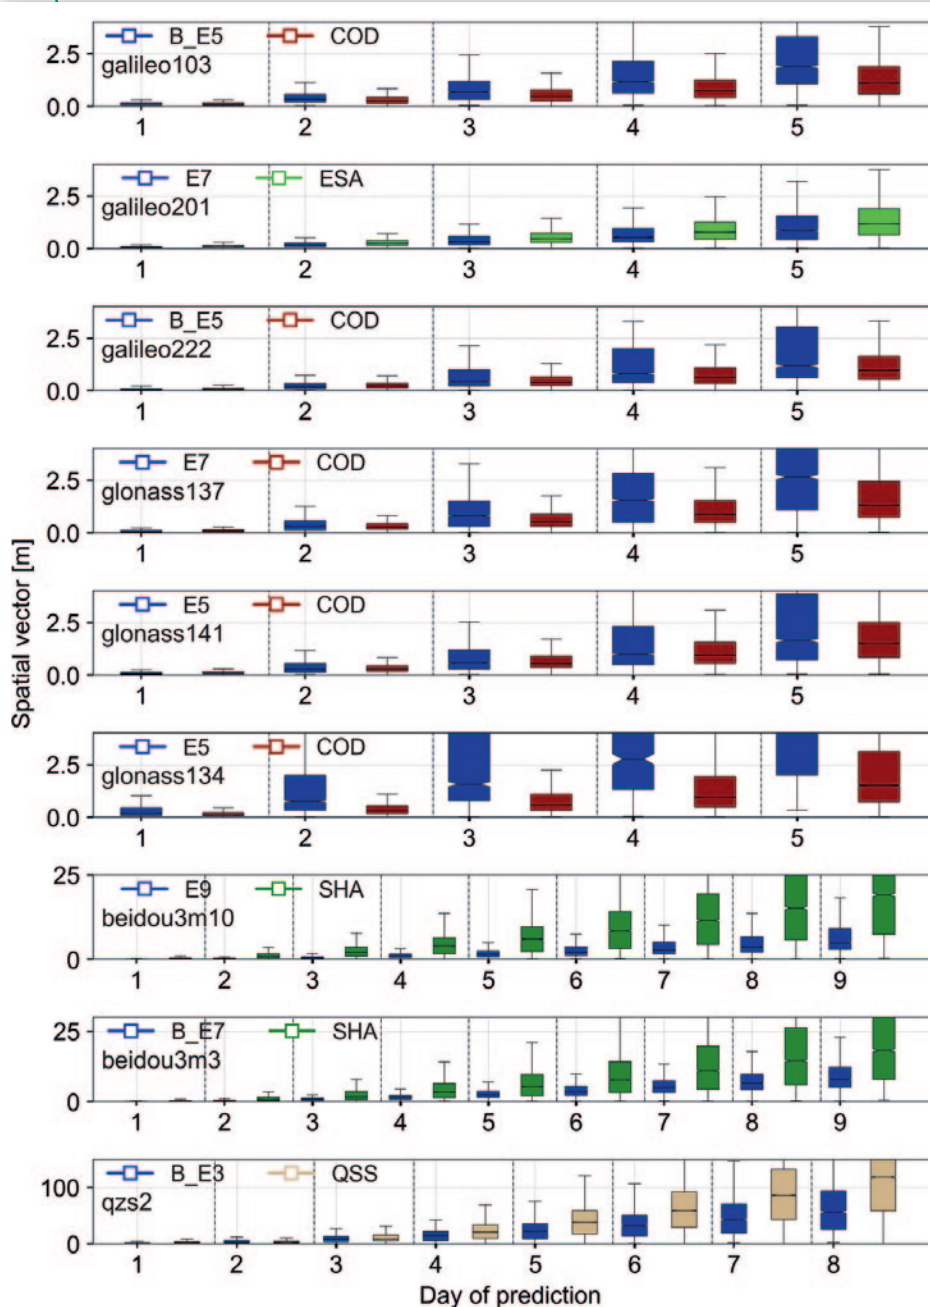 B_E5 COD
galileo103
2.5
0.0
1 2 3 4 5
E7 ESA
galileo201
2.5
0.0
1 2 3 4 5
B_E5 COD
galileo222
2.5
0.0
1 2 3 4 5
E7 COD
glonass137
2.5
0.0
1 2 3 4 5
E5 COD
glonass141
2.5
0.0
1 2 3 4 5
E5 COD
glonass134
2.5
0.0
1 2 3 4 5
Spatial vector [m]
25
E9 SHA
beidou3m10
0
1 2 3 4 5 6 7 8 9
B_E7 SHA
25
beidou3m3
0
1 2 3 4 5 6 7 8 9
B_E3 QSS
100
qzs2
0
1 2 3 4 5 6 7 8
Day of prediction